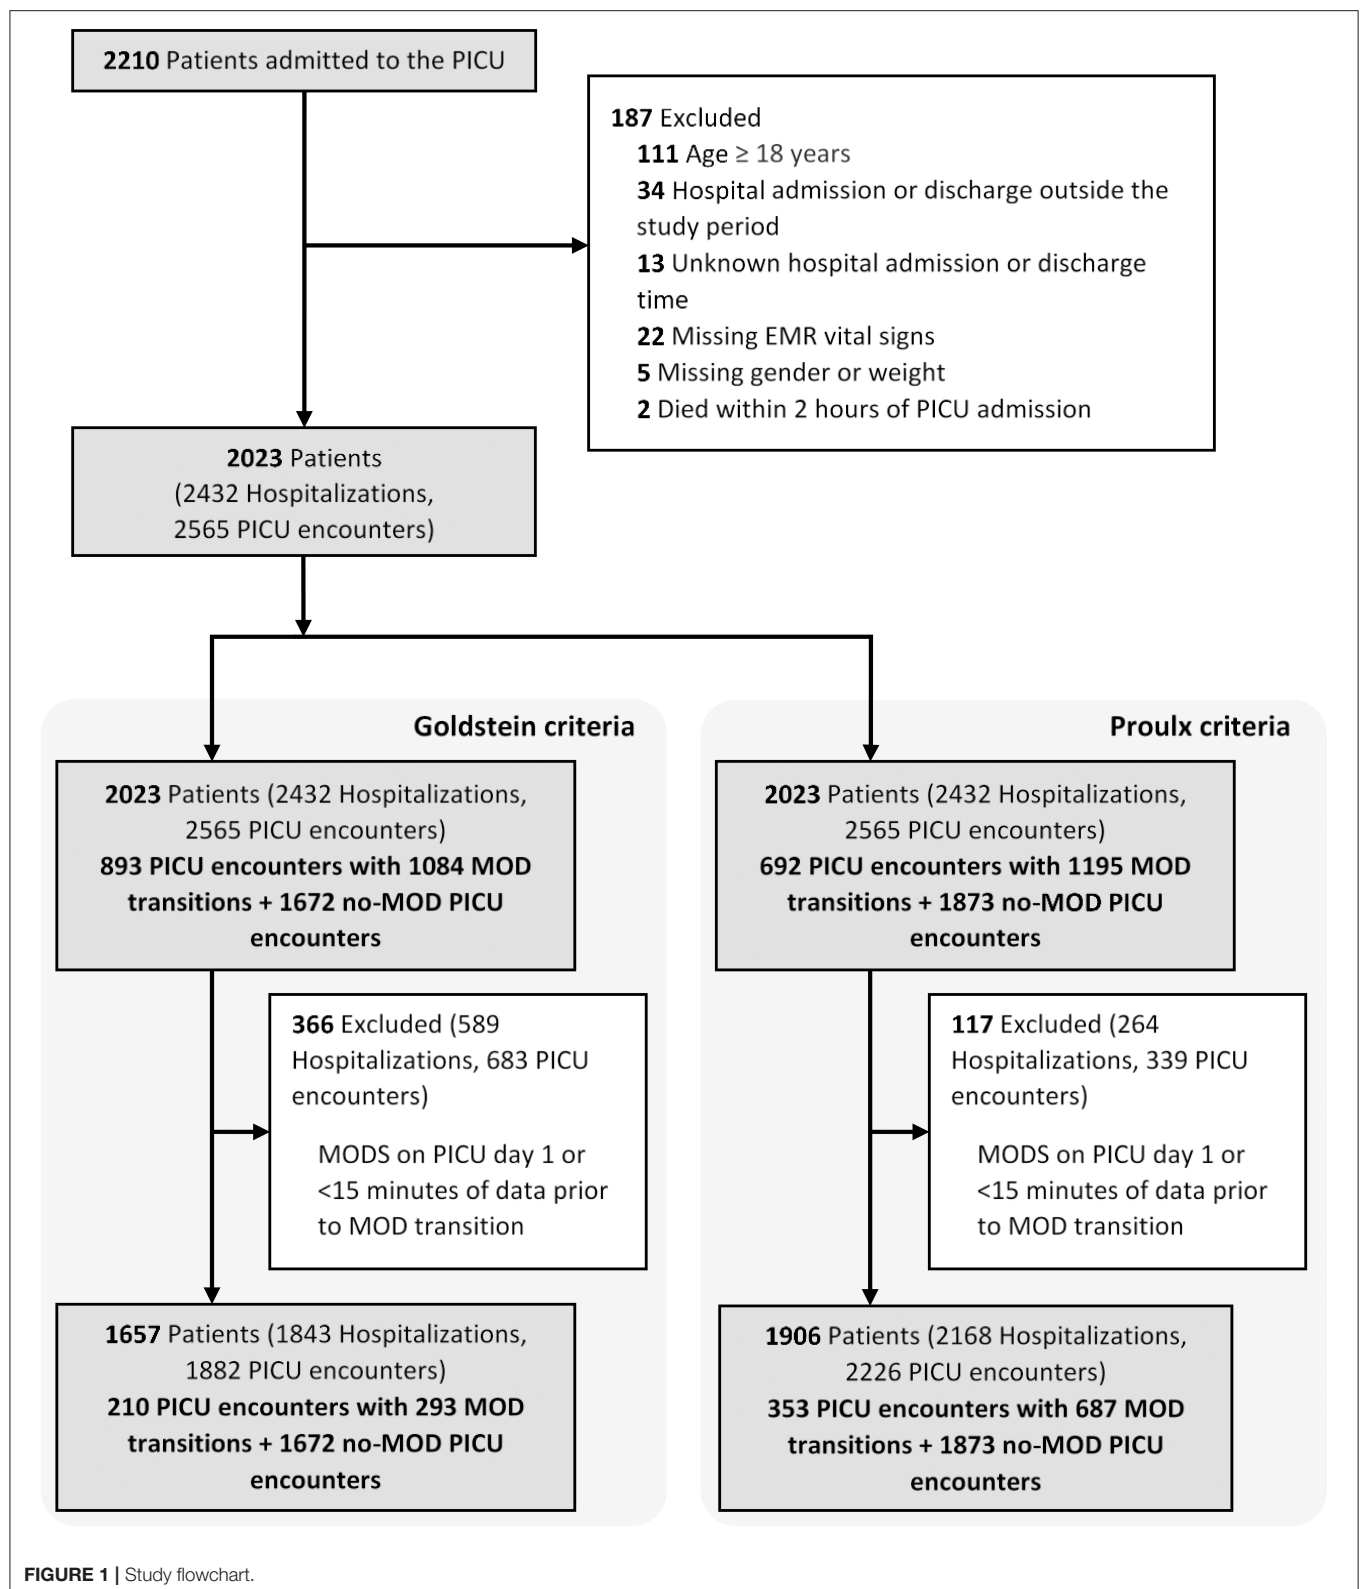 2210 Patients admitted to the PICU
187 Excluded
111 Age ≥ 18 years
34 Hospital admission or discharge outside the
study period
13 Unknown hospital admission or discharge
time
22 Missing EMR vital signs
5 Missing gender or weight
2 Died within 2 hours of PICU admission
2023 Patients
(2432 Hospitalizations,
2565 PICU encounters)
Goldstein criteria
2023 Patients (2432 Hospitalizations,
2565 PICU encounters)
893 PICU encounters with 1084 MOD
transitions + 1672 no-MOD PICU
encounters
366 Excluded (589
Hospitalizations, 683 PICU
encounters)
MODS on PICU day 1 or
<15 minutes of data prior
to MOD transition
1657 Patients (1843 Hospitalizations,
1882 PICU encounters)
210 PICU encounters with 293 MOD
transitions + 1672 no-MOD PICU
encounters
Proulx criteria
2023 Patients (2432 Hospitalizations,
2565 PICU encounters)
692 PICU encounters with 1195 MOD
transitions + 1873 no-MOD PICU
encounters
117 Excluded (264
Hospitalizations, 339 PICU
encounters)
MODS on PICU day 1 or
<15 minutes of data prior
to MOD transition
1906 Patients (2168 Hospitalizations,
2226 PICU encounters)
353 PICU encounters with 687 MOD
transitions + 1873 no-MOD PICU
encounters
FIGURE 1 | Study flowchart.